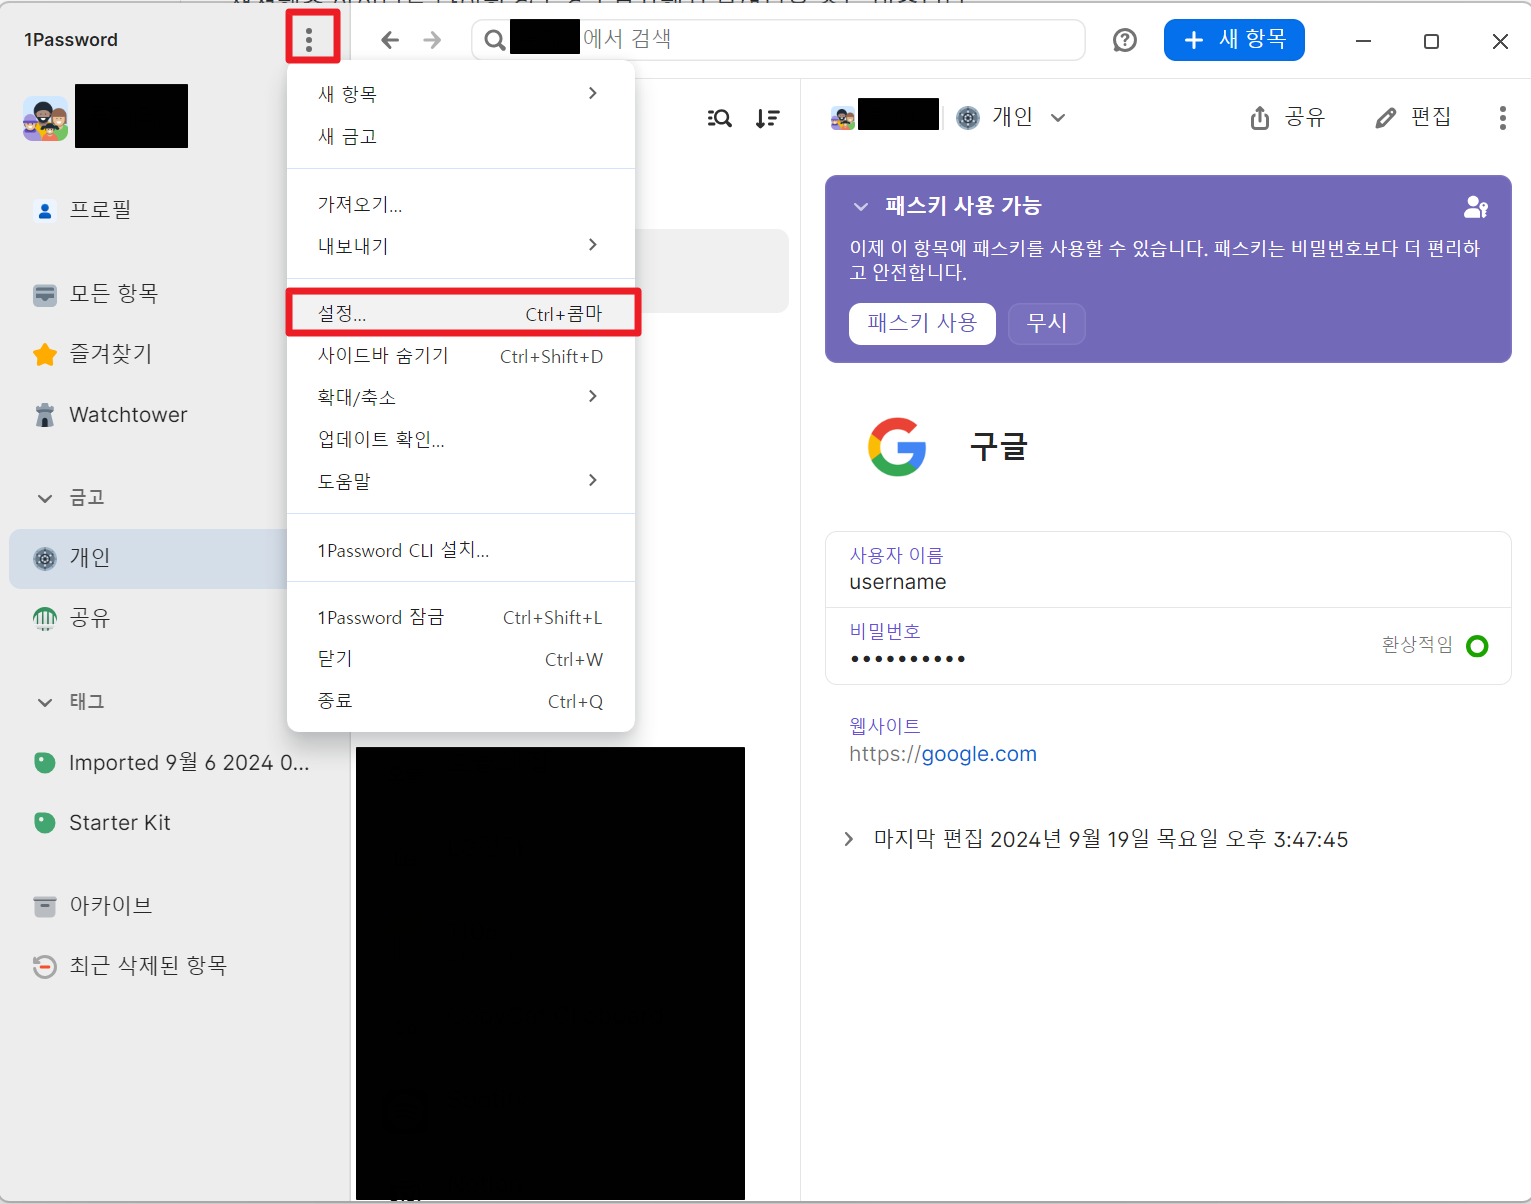 1Password
에서 검색
새 항목
프로필
모든 항목
즐겨찾기
Watchtower
금고
개인
공유
태그
Imported 9월 6 2024 0...
Starter Kit
아카이브
최근 삭제된 항목
새 항목
새 금고
가져오기...
내보내기
설정... Ctrl+콤마
사이드바 숨기기 Ctrl+Shift+D
확대/축소
업데이트 확인...
도움말
1Password CLI 설치...
1Password 잠금 Ctrl+Shift+L
닫기 Ctrl+W
종료 Ctrl+Q
개인
공유
편집
패스키 사용 가능
이제 이 항목에 패스키를 사용할 수 있습니다. 패스키는 비밀번호보다 더 편리하
고 안전합니다.
패스키 사용
무시
구글
사용자 이름
username
비밀번호
••••••••••
환상적임
웹사이트
https://google.com
마지막 편집 2024년 9월 19일 목요일 오후 3:47:45